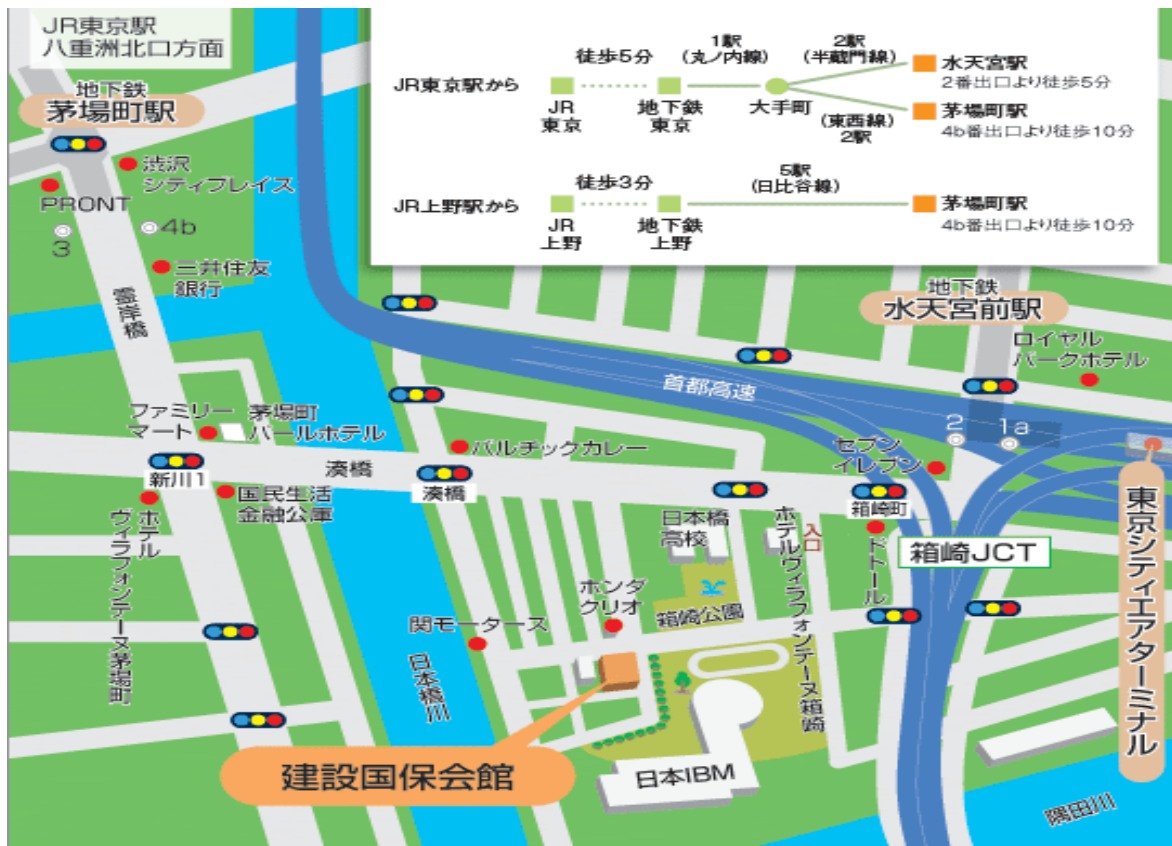 JR東京駅
八重洲北口方面
地下鉄
茅場町駅
渋沢
シティプレイス
PRONT
3
4b
三井住友
銀行
霊岸橋
JR東京駅から
徒歩5分
1駅
(丸ノ内線)
2駅
(半蔵門線)
JR
東京
地下鉄
東京
大手町
(東西線)
2駅
水天宮駅
2番出口より徒歩5分
茅場町駅
4b番出口より徒歩10分
JR上野駅から
徒歩3分
5駅
(日比谷線)
JR
上野
地下鉄
上野
茅場町駅
4b番出口より徒歩10分
地下鉄
水天宮前駅
ロイヤル
パークホテル
首都高速
ファミリー
マート
茅場町
パールホテル
バルチックカレー
2
1a
セブン
イレブン
新川1
湊橋
湊橋
箱崎町
国民生活
金融公庫
ホテル
ヴィラフォンテーヌ茅場町
日本橋
高校
ホテルヴィラフォンテーヌ箱崎
入口
ドトール
箱崎JCT
東京シティエアターミナル
ホンダ
クリオ
箱崎公園
関モータース
日本橋川
建設国保会館
日本IBM
隅田川